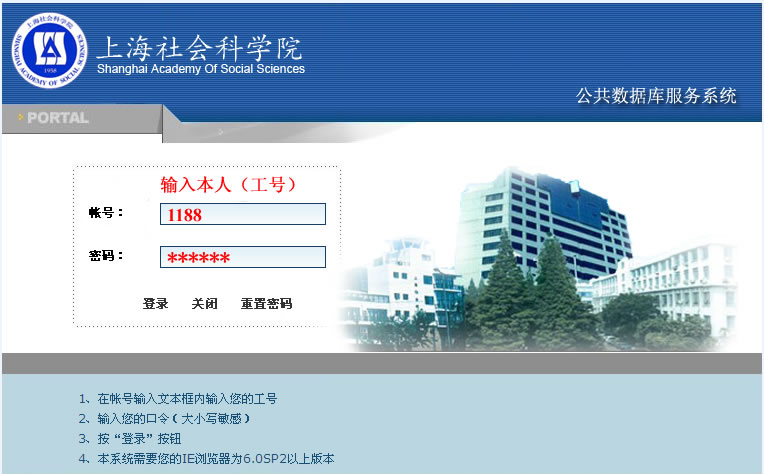 上海社会科学院
SHANGHAI ACADEMY OF SOCIAL SCIENCES
1958
上海社会科学院
Shanghai Academy Of Social Sciences
公共数据库服务系统
PORTAL
输入本人（工号）
帐号：
1188
密码：
******
登录 关闭 重置密码
1、在帐号输入文本框内输入您的工号
2、输入您的口令（大小写敏感）
3、按“登录”按钮
4、本系统需要您的IE浏览器为6.0SP2以上版本